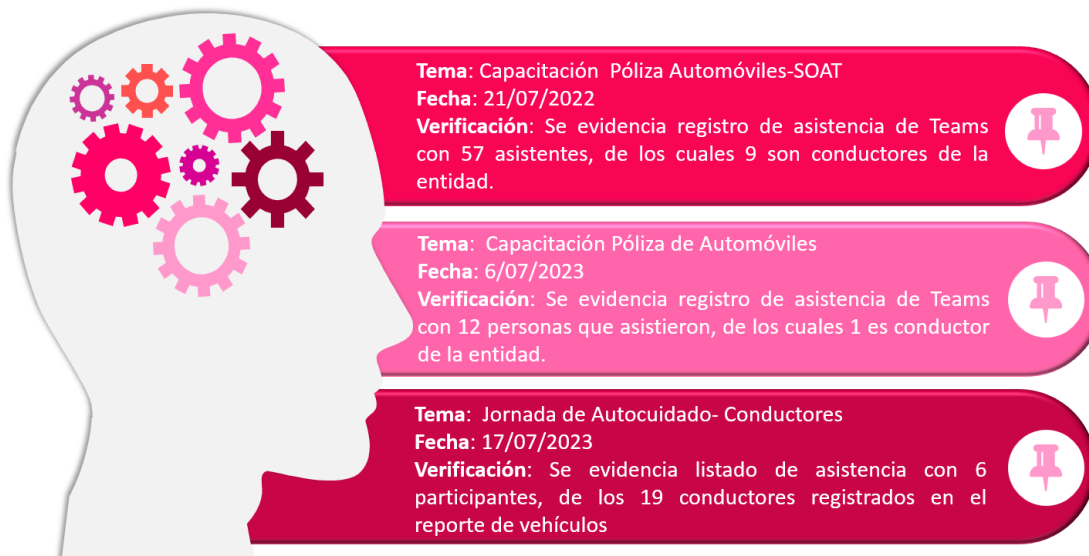 Tema: Capacitación Póliza Automóviles-SOAT
Fecha: 21/07/2022
Verificación: Se evidencia registro de asistencia de Teams
con 57 asistentes, de los cuales 9 son conductores de la
entidad.
Tema: Capacitación Póliza de Automóviles
Fecha: 6/07/2023
Verificación: Se evidencia registro de asistencia de Teams
con 12 personas que asistieron, de los cuales 1 es conductor
de la entidad.
Tema: Jornada de Autocuidado- Conductores
Fecha: 17/07/2023
Verificación: Se evidencia listado de asistencia con 6
participantes, de los 19 conductores registrados en el
reporte de vehículos